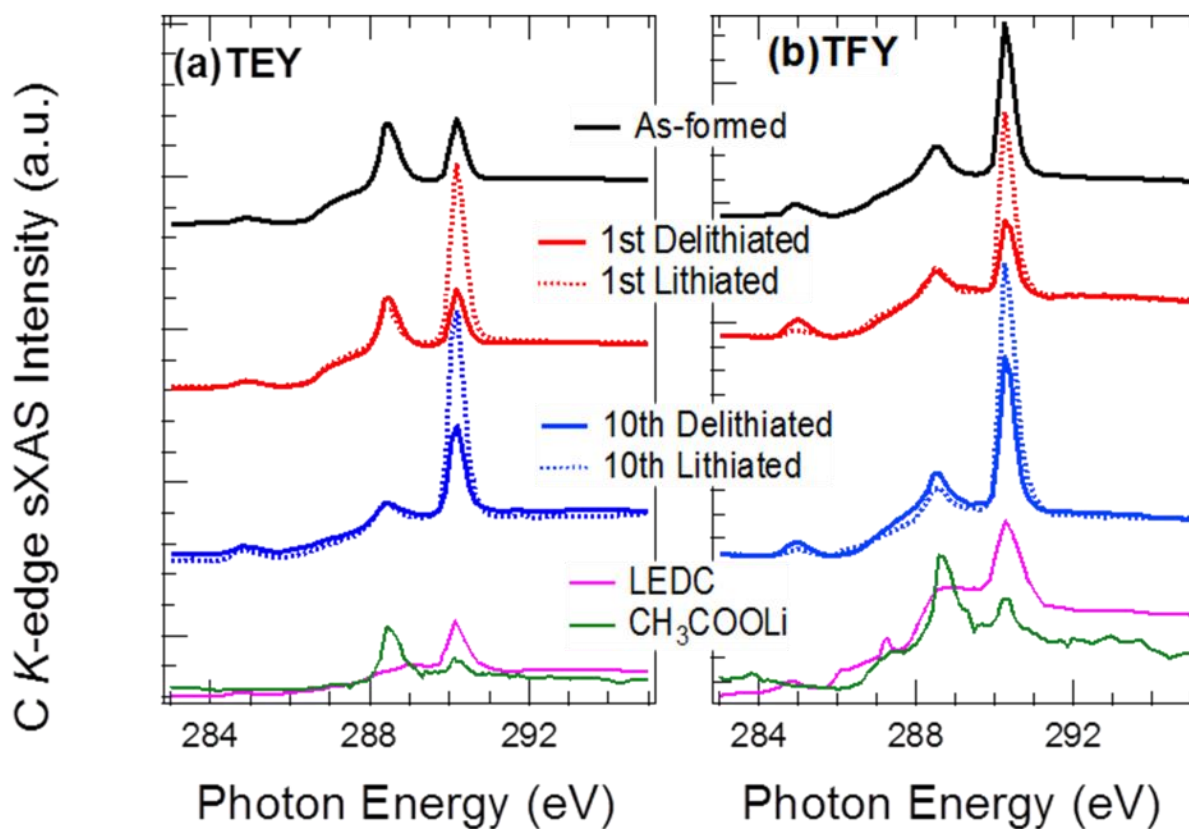 (a) TEY
(b) TFY
As-formed
1st Delithiated
1st Lithiated
10th Delithiated
10th Lithiated
LEDC
CH₃COOLi
C K-edge sXAS Intensity (a.u.)
284 288 292
284 288 292
Photon Energy (eV)
Photon Energy (eV)